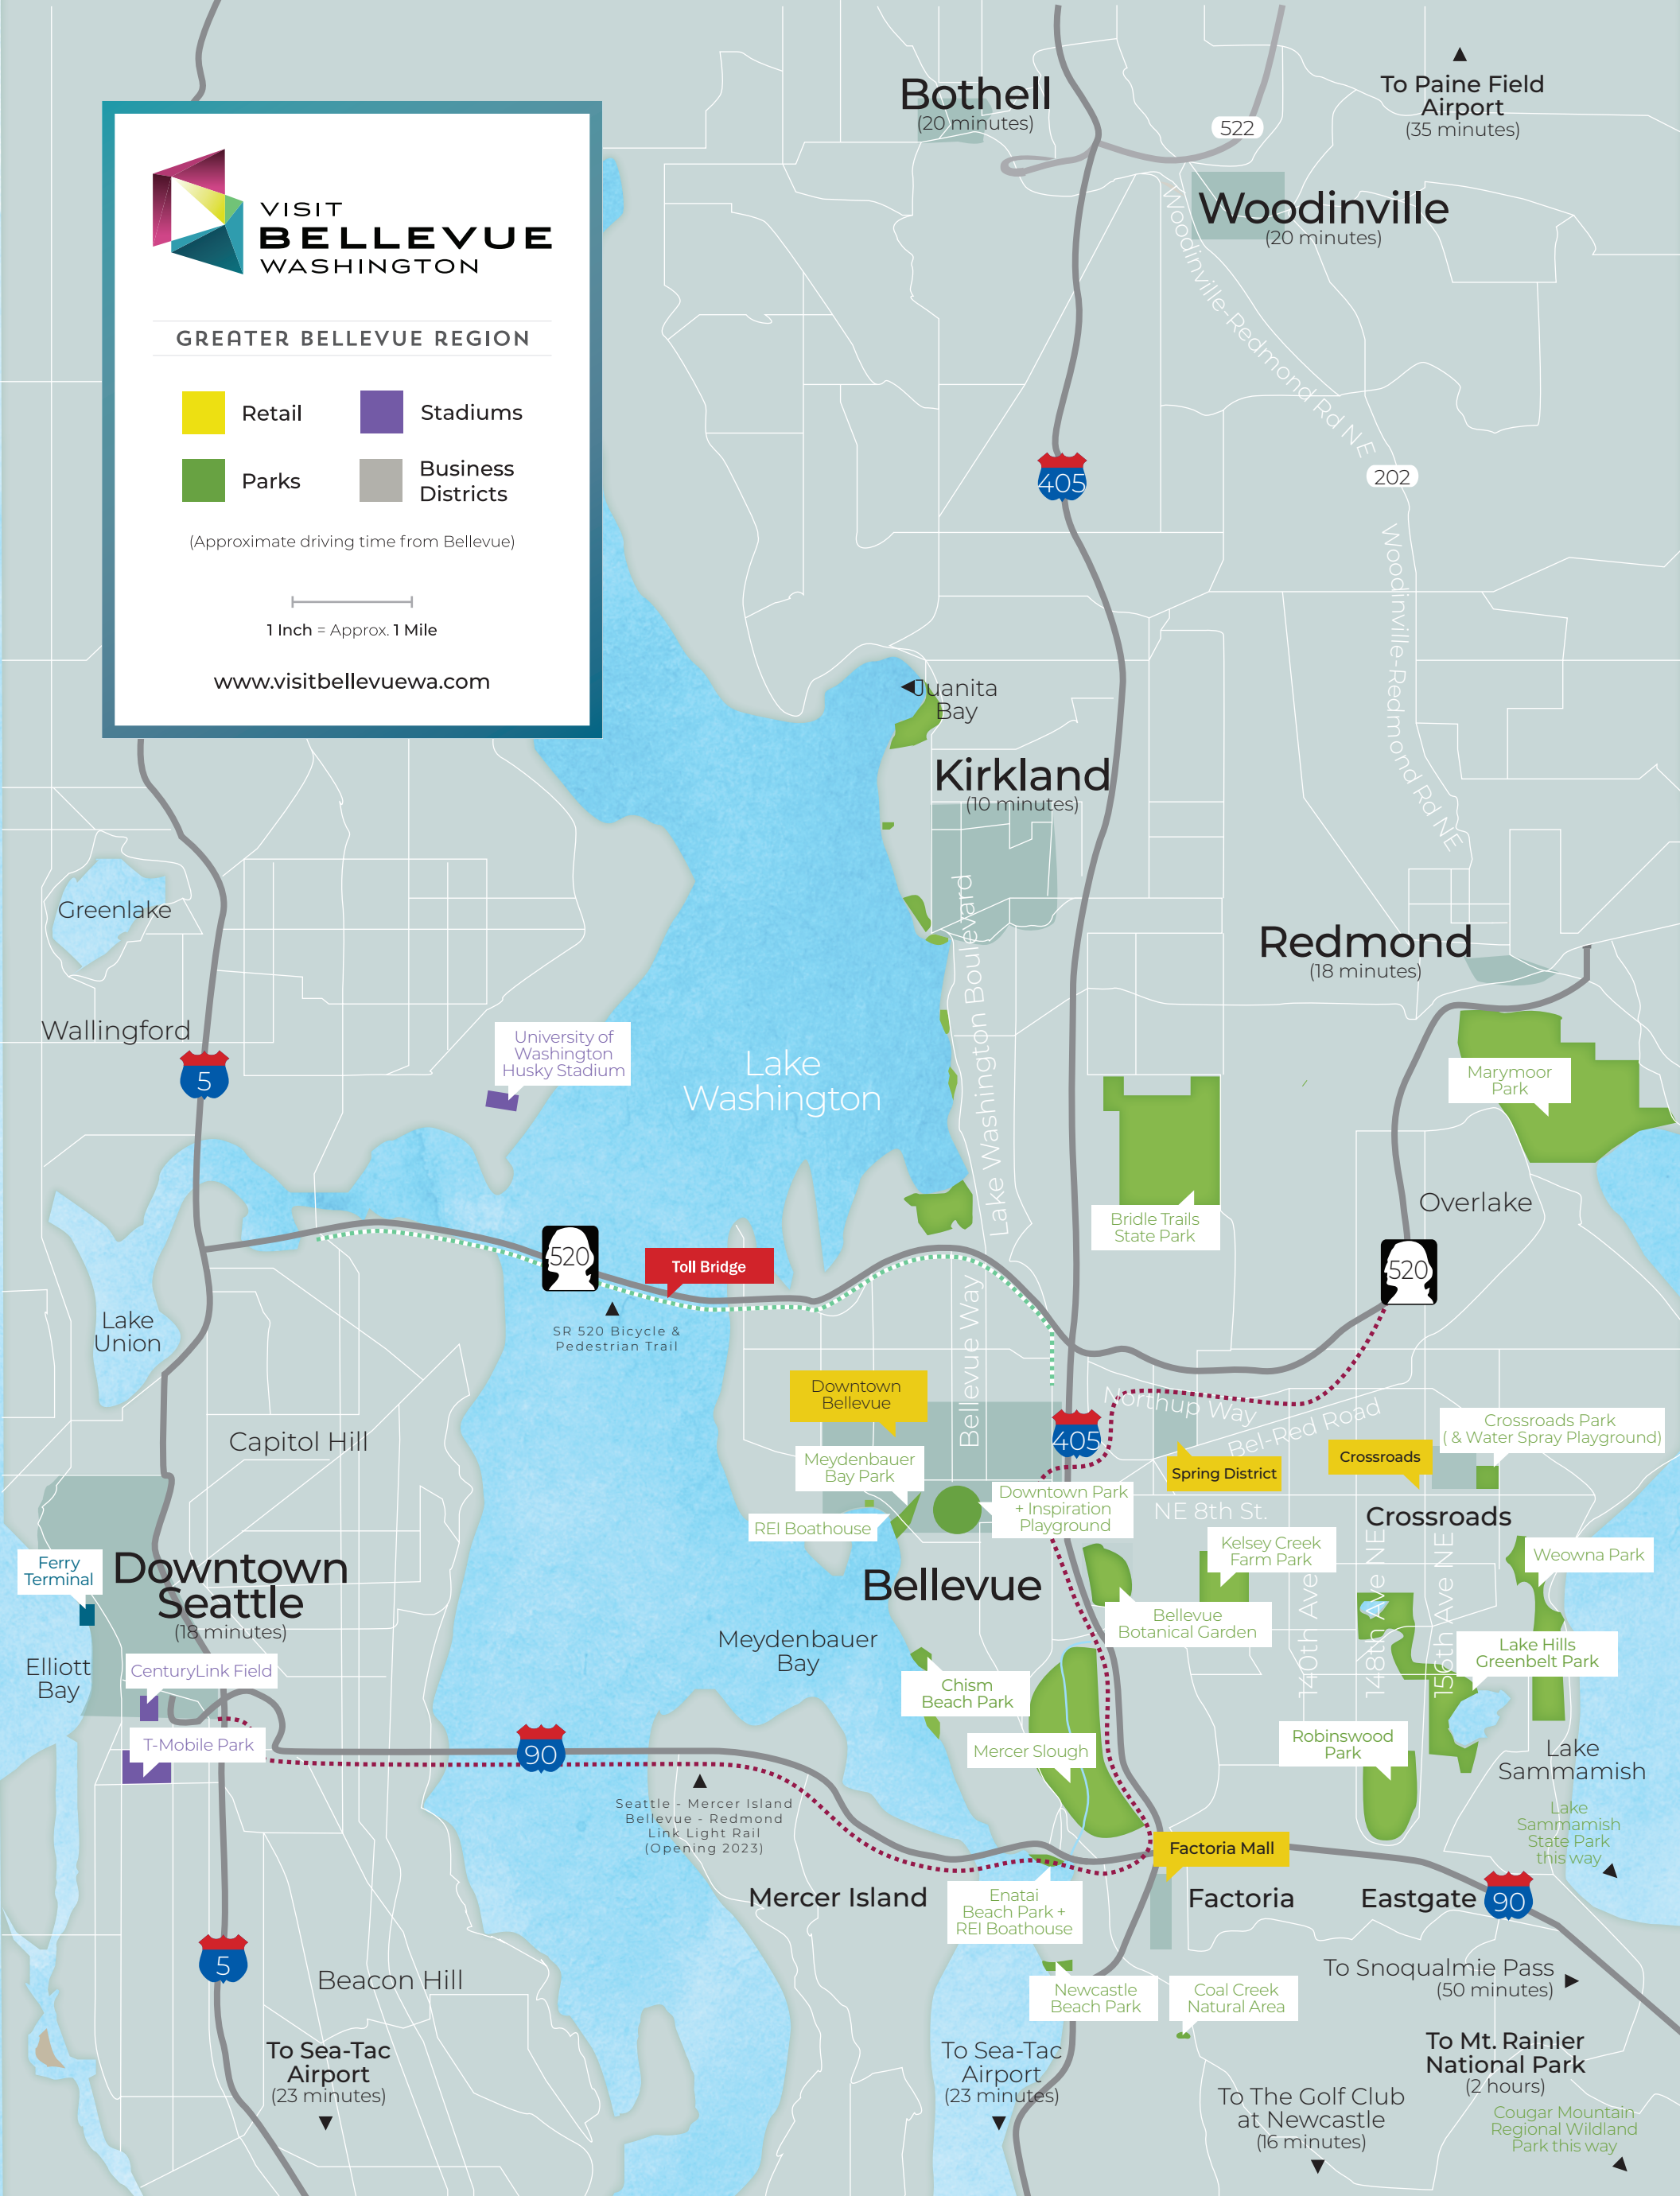 VISIT
BELLEVUE
WASHINGTON
GREATER BELLEVUE REGION
Retail
Stadiums
Parks
Business
Districts
(Approximate driving time from Bellevue)
1 Inch = Approx. 1 Mile
www.visitbellevuewa.com
Bothell
(20 minutes)
522
To Paine Field
Airport
(35 minutes)
Woodinville
(20 minutes)
Woodinville-Redmond Rd NE
405
202
Woodinville-Redmond Rd NE
Juanita
Bay
Kirkland
(10 minutes)
Greenlake
Lake Washington Boulevard
Redmond
(18 minutes)
Wallingford
5
University of
Washington
Husky Stadium
Lake
Washington
Marymoor
Park
Bridle Trails
State Park
Overlake
520
Toll Bridge
520
SR 520 Bicycle &
Pedestrian Trail
Lake
Union
Bellevue Way
Downtown
Bellevue
Northup Way
Bel-Red Road
405
Capitol Hill
Meydenbauer
Bay Park
Spring District
Crossroads
Crossroads Park
( & Water Spray Playground)
REI Boathouse
Downtown Park
+ Inspiration
Playground
NE 8th St.
Crossroads
Kelsey Creek
Farm Park
Weowna Park
Ferry
Terminal
Downtown
Seattle
(18 minutes)
Bellevue
Bellevue
Botanical Garden
140th Ave NE
148th Ave NE
156th Ave NE
Lake Hills
Greenbelt Park
Meydenbauer
Bay
Elliott
Bay
CenturyLink Field
Chism
Beach Park
T-Mobile Park
90
Mercer Slough
Robinswood
Park
Lake
Sammamish
Seattle - Mercer Island
Bellevue - Redmond
Link Light Rail
(Opening 2023)
Lake
Sammamish
State Park
this way
Factoria Mall
Mercer Island
Enatai
Beach Park +
REI Boathouse
Factoria
Eastgate
90
5
Beacon Hill
To Snoqualmie Pass
(50 minutes)
Newcastle
Beach Park
Coal Creek
Natural Area
To Sea-Tac
Airport
(23 minutes)
To Sea-Tac
Airport
(23 minutes)
To Mt. Rainier
National Park
(2 hours)
To The Golf Club
at Newcastle
(16 minutes)
Cougar Mountain
Regional Wildland
Park this way